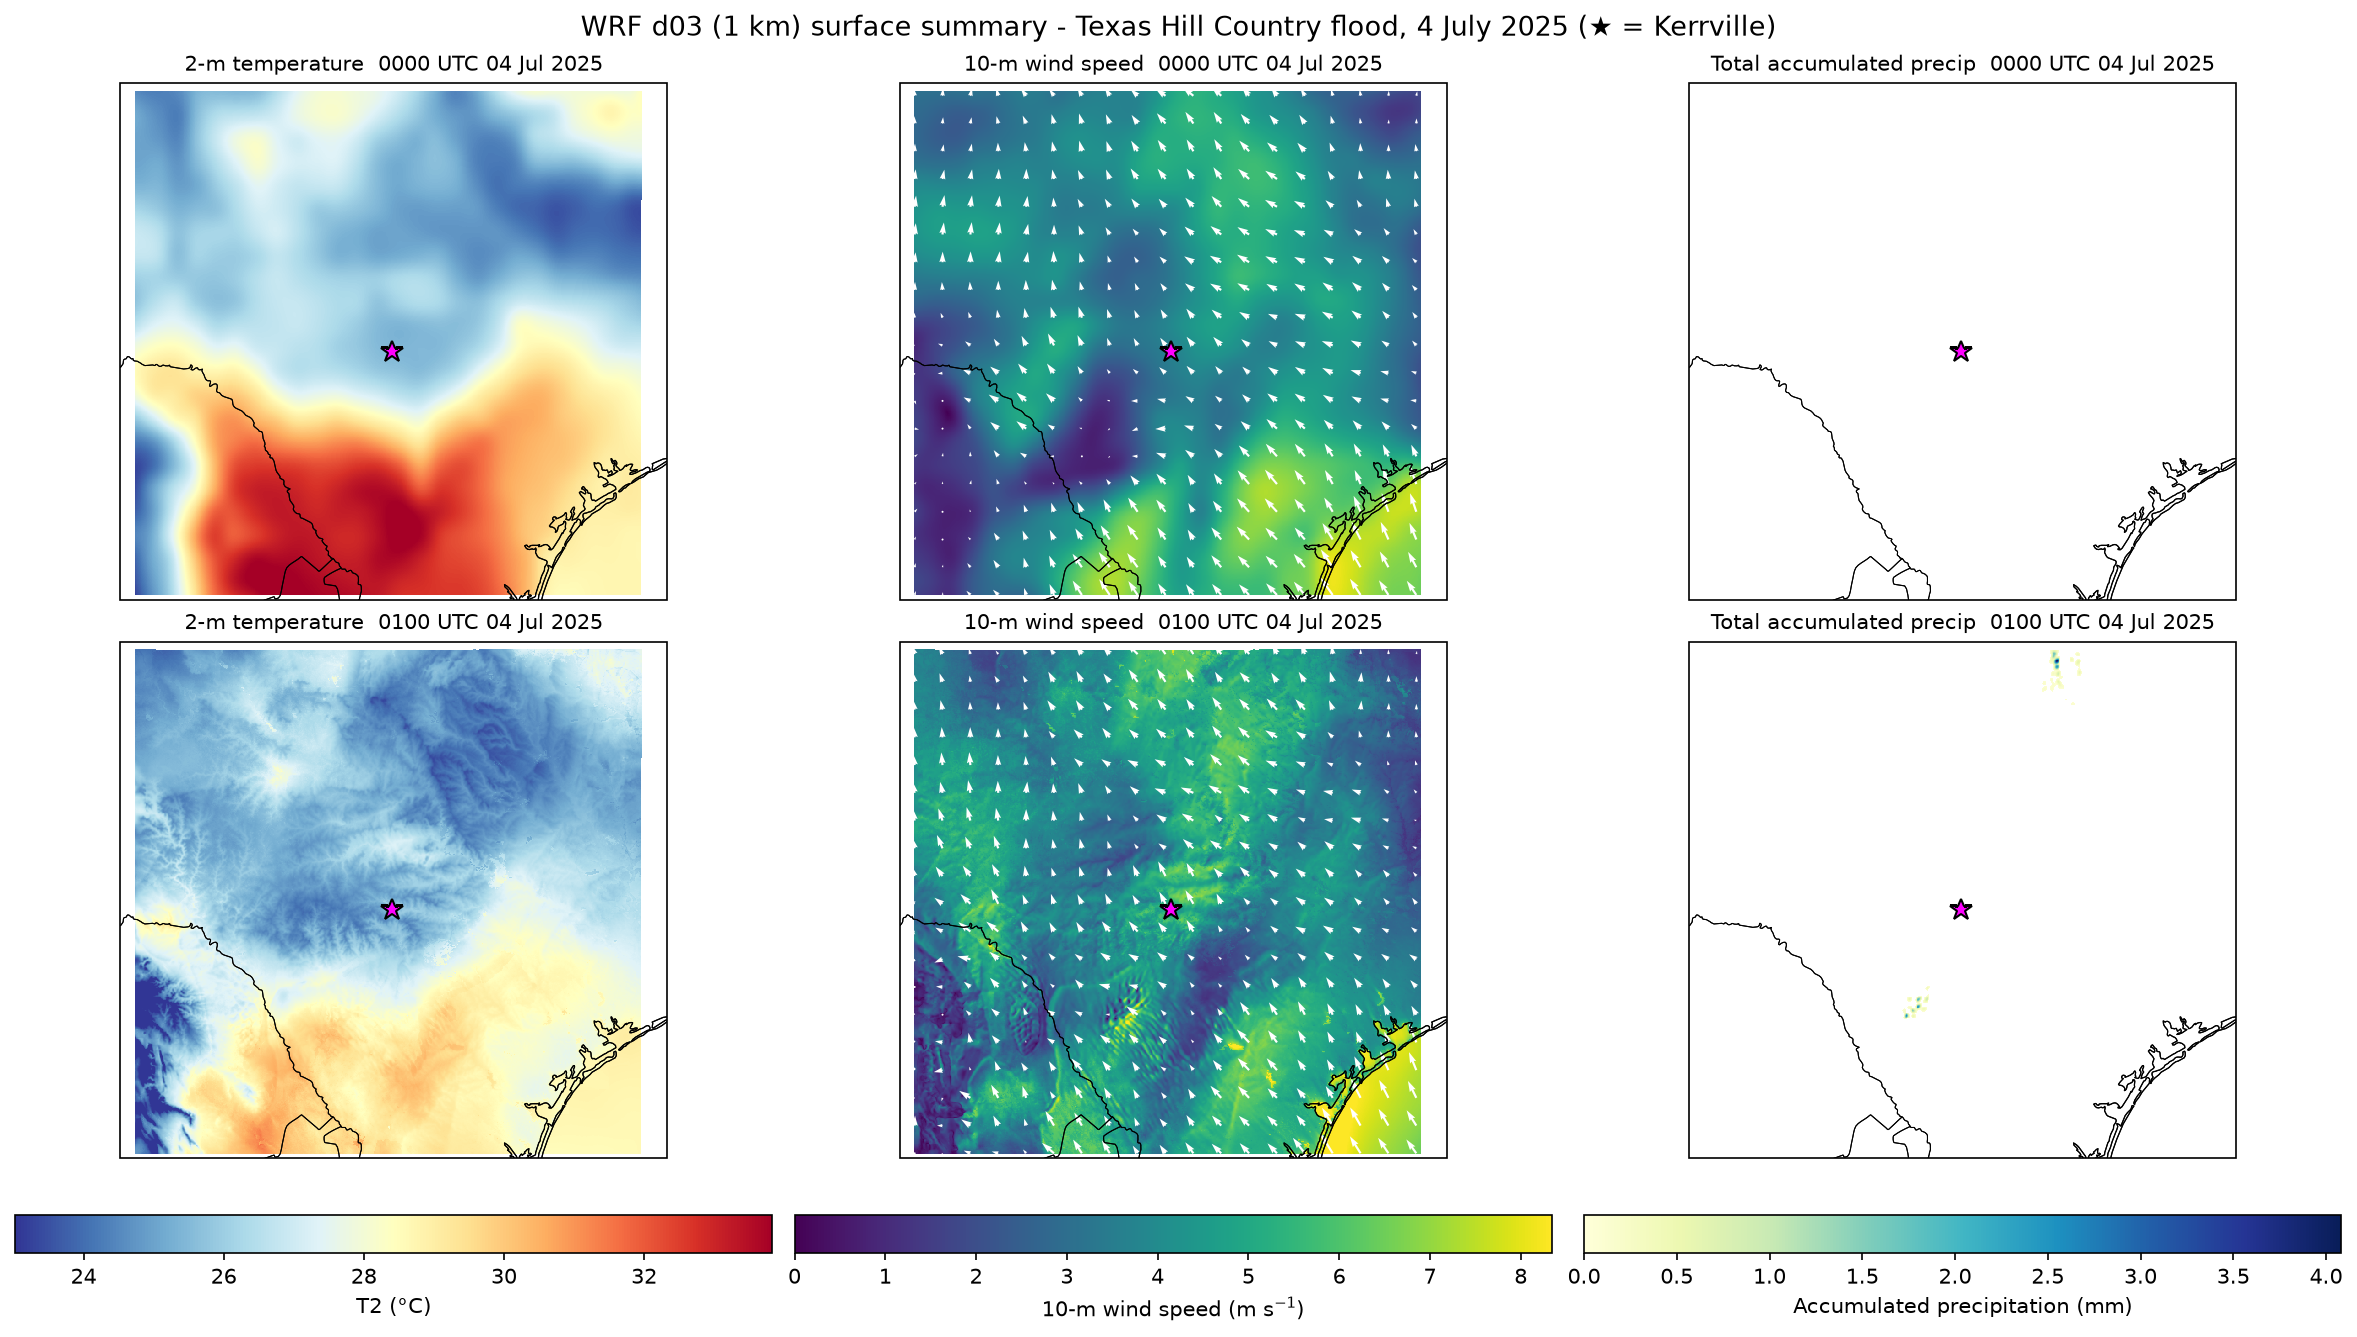 WRF d03 (1 km) surface summary - Texas Hill Country flood, 4 July 2025 (★ = Kerrville)
2-m temperature 0000 UTC 04 Jul 2025
10-m wind speed 0000 UTC 04 Jul 2025
Total accumulated precip 0000 UTC 04 Jul 2025
2-m temperature 0100 UTC 04 Jul 2025
10-m wind speed 0100 UTC 04 Jul 2025
Total accumulated precip 0100 UTC 04 Jul 2025
24 26 28 30 32
T2 (°C)
0 1 2 3 4 5 6 7 8
10-m wind speed (m s⁻¹)
0.0 0.5 1.0 1.5 2.0 2.5 3.0 3.5 4.0
Accumulated precipitation (mm)